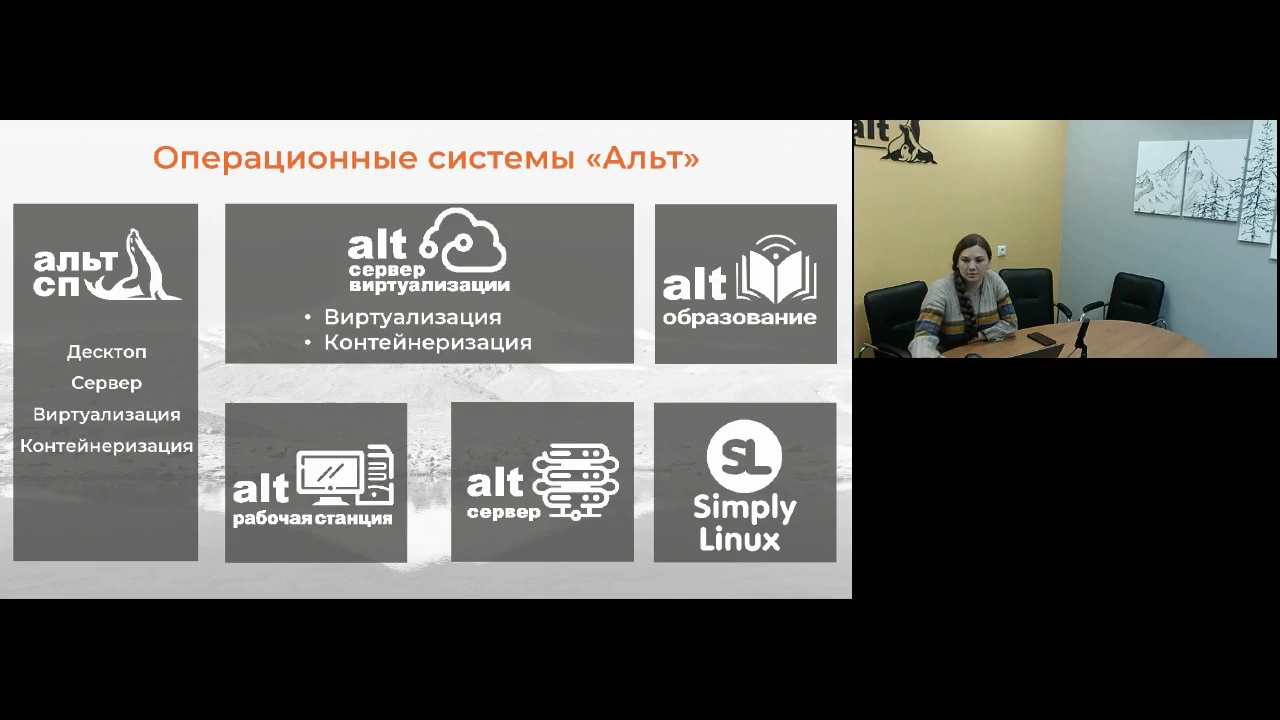 Операционные системы «Альт»
альт
сп
Десктоп
Сервер
Виртуализация
Контейнеризация
alt
сервер
виртуализации
• Виртуализация
• Контейнеризация
alt
образование
alt
рабочая станция
alt
сервер
SL
Simply
Linux
alt